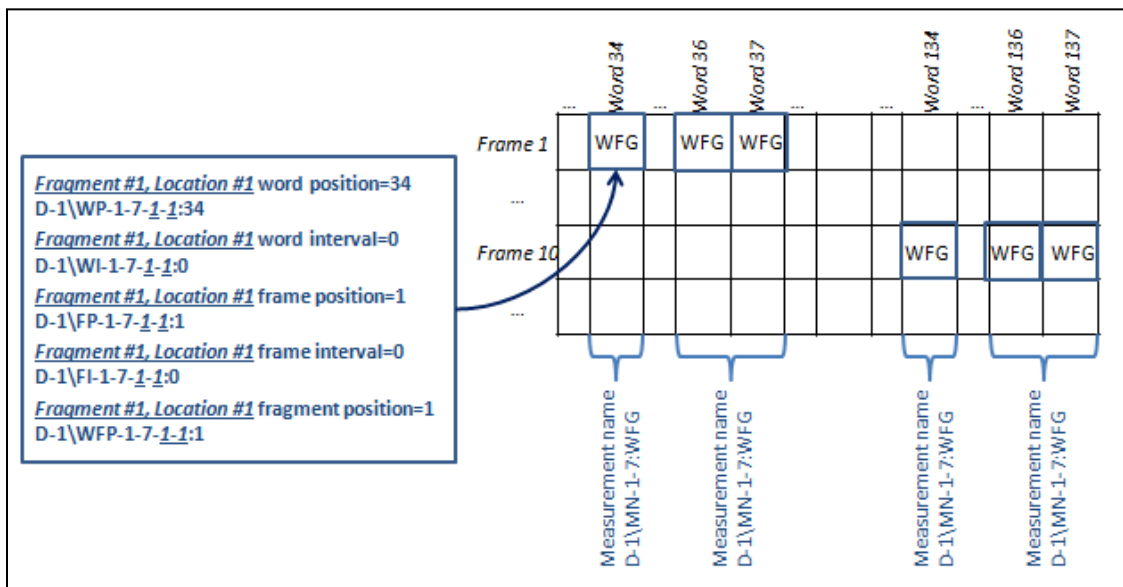 ... Word 34 ... Word 36 Word 37 ... ... Word 134 ... Word 136 Word 137
Frame 1 WFG WFG WFG
...
Frame 10 WFG WFG WFG
...
Fragment #1, Location #1 word position=34
D-1\WP-1-7-1-1:34
Fragment #1, Location #1 word interval=0
D-1\WI-1-7-1-1:0
Fragment #1, Location #1 frame position=1
D-1\FP-1-7-1-1:1
Fragment #1, Location #1 frame interval=0
D-1\FI-1-7-1-1:0
Fragment #1, Location #1 fragment position=1
D-1\WFP-1-7-1-1:1
Measurement name
D-1\MN-1-7:WFG
Measurement name
D-1\MN-1-7:WFG
Measurement name
D-1\MN-1-7:WFG
Measurement name
D-1\MN-1-7:WFG